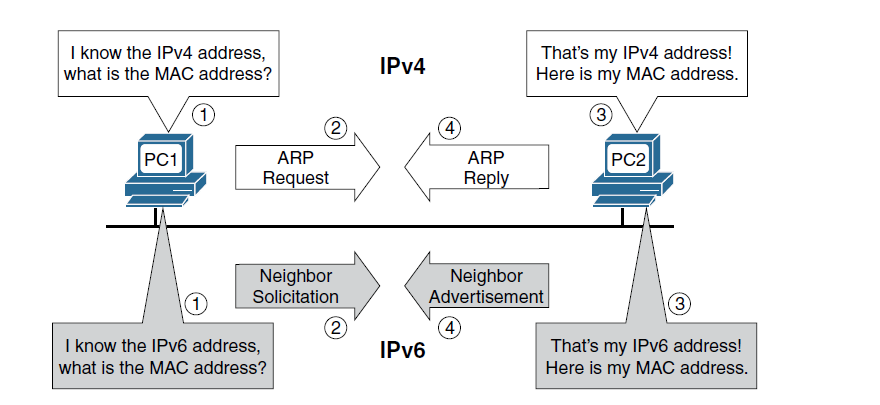 I know the IPv4 address,
what is the MAC address?
IPv4
That's my IPv4 address!
Here is my MAC address.
1
2
4
3
PC1
ARP
Request
ARP
Reply
PC2
Neighbor
Solicitation
Neighbor
Advertisement
1
2
4
3
I know the IPv6 address,
what is the MAC address?
IPv6
That's my IPv6 address!
Here is my MAC address.